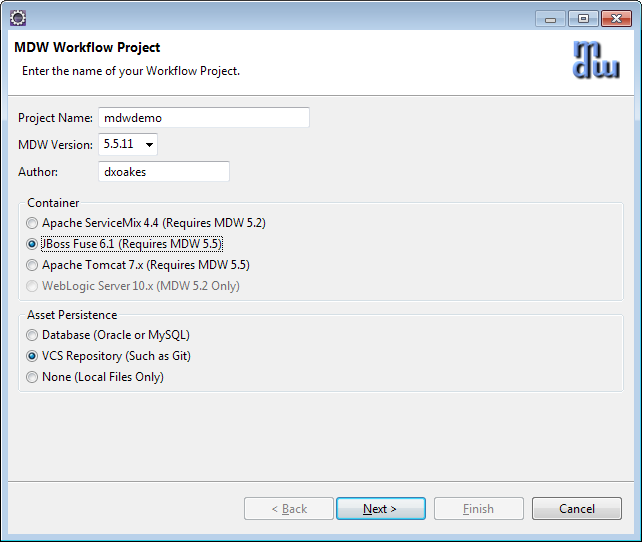 MDW Workflow Project
Enter the name of your Workflow Project.
mdw
Project Name: mdwdemo
MDW Version: 5.5.11
Author: dxoakes
Container
Apache ServiceMix 4.4 (Requires MDW 5.2)
JBoss Fuse 6.1 (Requires MDW 5.5)
Apache Tomcat 7.x (Requires MDW 5.5)
WebLogic Server 10.x (MDW 5.2 Only)
Asset Persistence
Database (Oracle or MySQL)
VCS Repository (Such as Git)
None (Local Files Only)
< Back Next > Finish Cancel